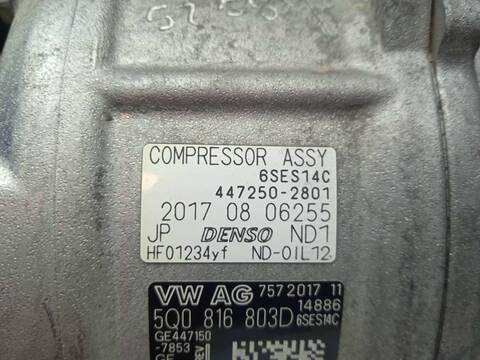 COMPRESSOR ASSY
6SES14C
447250-2801
2017 08 06255
JP DENSO ND1
HF01234yf ND-OIL12
VW AG 757 2017 11
14886
5Q0 816 803D 6SES14C
GE447150
-7853
GE